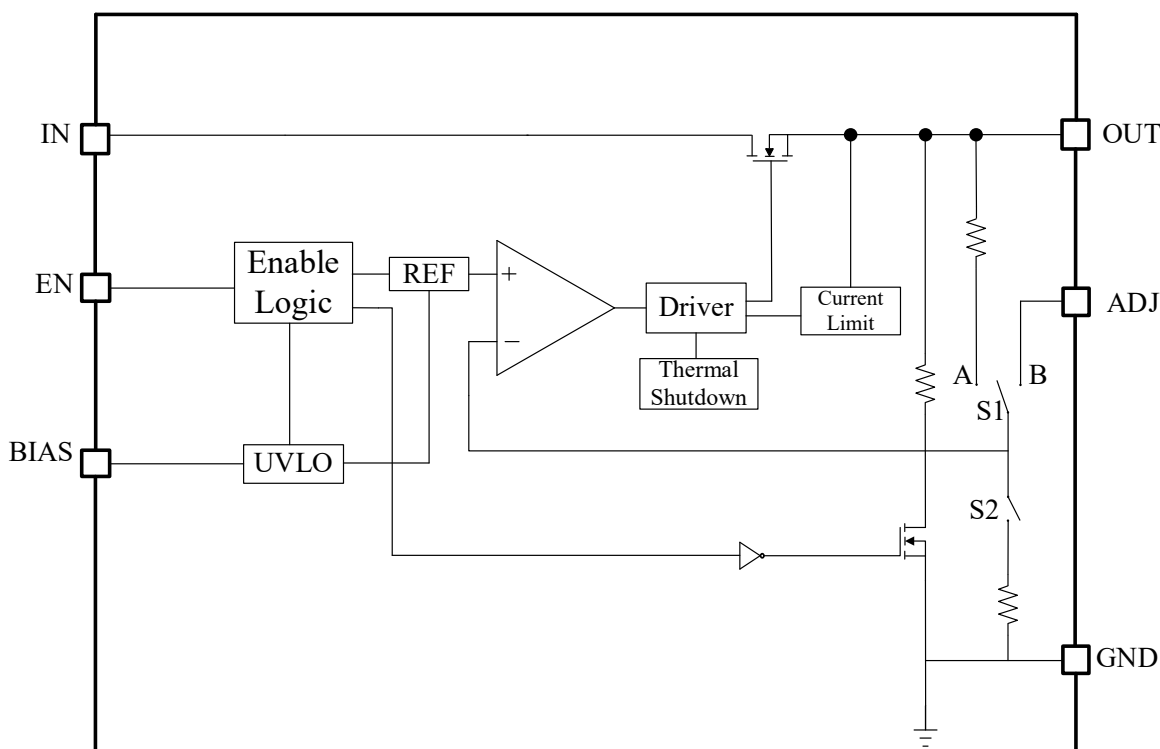 IN
OUT
Enable
Logic
REF
+
EN
Driver
Current
Limit
ADJ
−
Thermal
Shutdown
A
B
S1
BIAS
UVLO
S2
GND